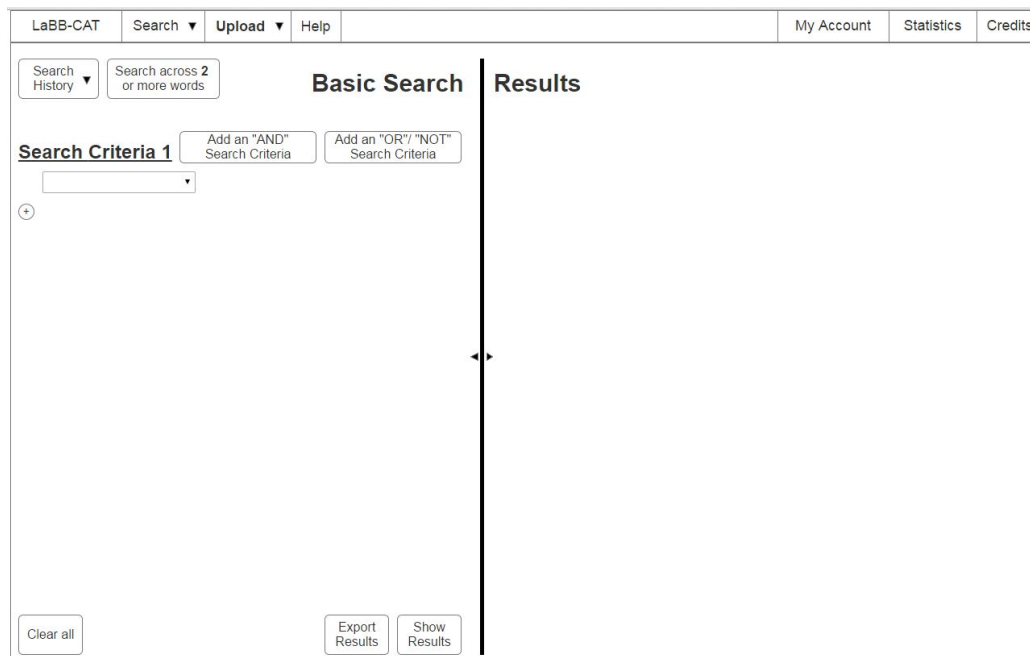 LaBB-CAT Search ▼ Upload ▼ Help My Account Statistics Credits
Search
History ▼
Search across 2
or more words
Basic Search
Results
Search Criteria 1
Add an "AND"
Search Criteria
Add an "OR"/ "NOT"
Search Criteria
+
Clear all
Export
Results
Show
Results